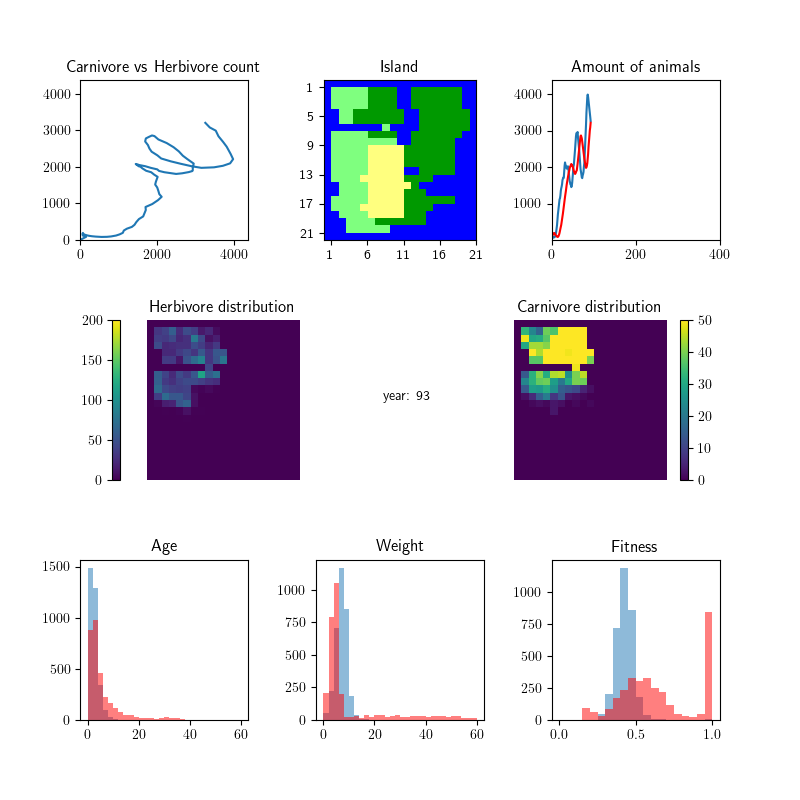 Carnivore vs Herbivore count
4000
3000
2000
1000
0
0 2000 4000
Island
1
5
9
13
17
21
1 6 11 16 21
Amount of animals
4000
3000
2000
1000
0 200 400
Herbivore distribution
200
150
100
50
0
year: 93
Carnivore distribution
50
40
30
20
10
0
Age
1500
1000
500
0
0 20 40 60
Weight
1000
750
500
250
0
0 20 40 60
Fitness
1000
750
500
250
0
0.0 0.5 1.0